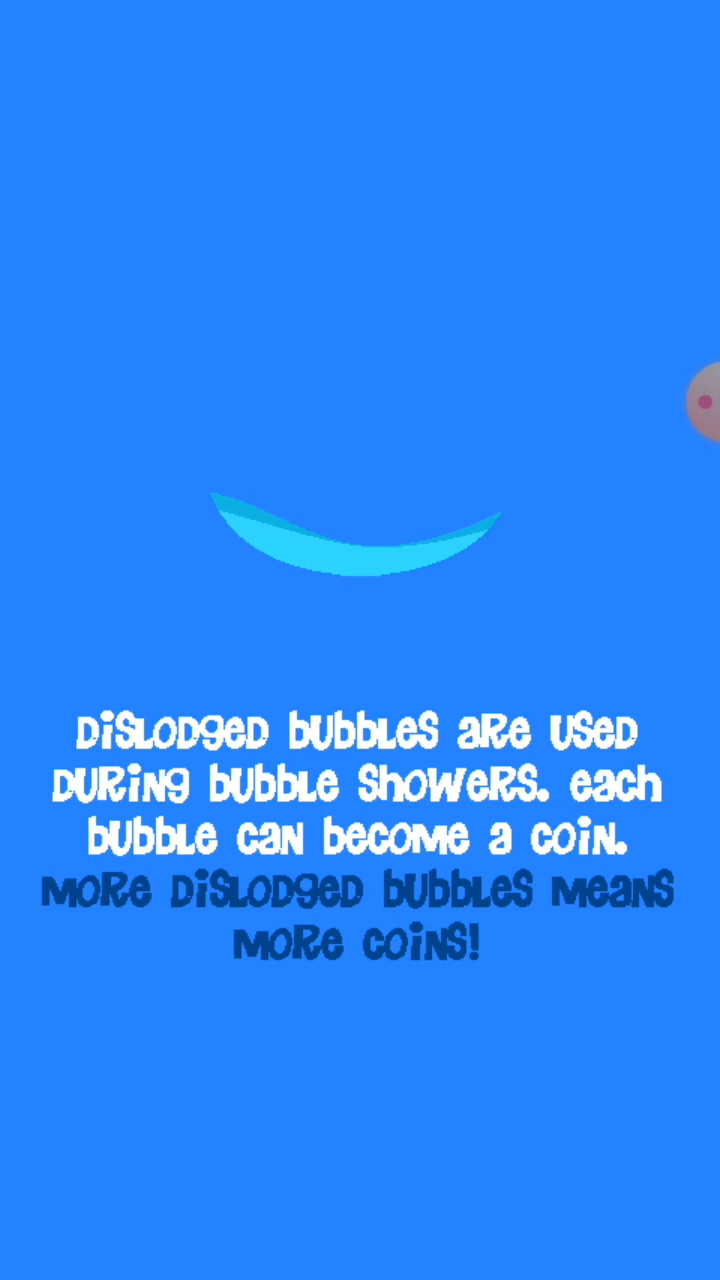 Dislodged bubbles are used
during bubble showers. Each
bubble can become a coin.
More dislodged bubbles means
more coins!